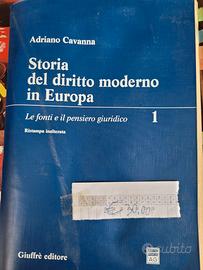 Adriano Cavanna
Storia
del diritto moderno
in Europa
Le fonti e il pensiero giuridico 1
Ristampa inalterata
AG
Giuffrè editore
subito